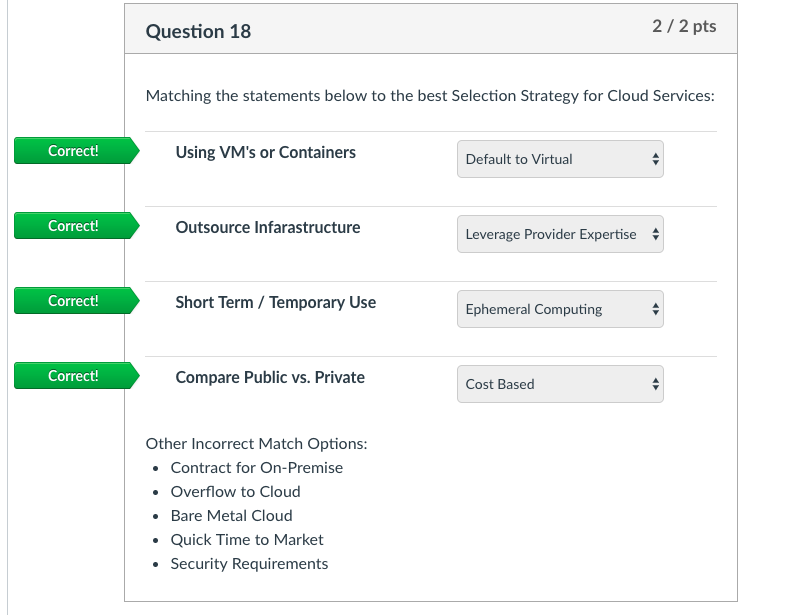 Question 18
2 / 2 pts
Matching the statements below to the best Selection Strategy for Cloud Services:
Correct!
Using VM's or Containers
Default to Virtual
Correct!
Outsource Infarastructure
Leverage Provider Expertise
Correct!
Short Term / Temporary Use
Ephemeral Computing
Correct!
Compare Public vs. Private
Cost Based
Other Incorrect Match Options:
• Contract for On-Premise
• Overflow to Cloud
• Bare Metal Cloud
• Quick Time to Market
• Security Requirements